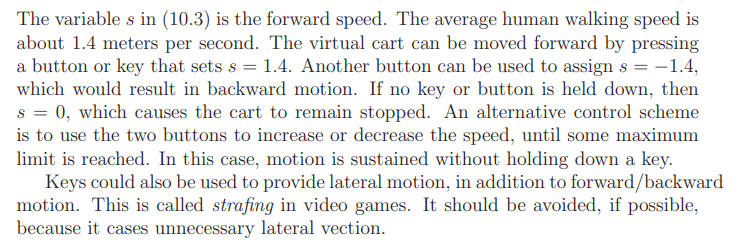 The variable s in (10.3) is the forward speed. The average human walking speed is
about 1.4 meters per second. The virtual cart can be moved forward by pressing
a button or key that sets s = 1.4. Another button can be used to assign s = −1.4,
which would result in backward motion. If no key or button is held down, then
s = 0, which causes the cart to remain stopped. An alternative control scheme
is to use the two buttons to increase or decrease the speed, until some maximum
limit is reached. In this case, motion is sustained without holding down a key.
Keys could also be used to provide lateral motion, in addition to forward/backward
motion. This is called strafing in video games. It should be avoided, if possible,
because it cases unnecessary lateral vection.